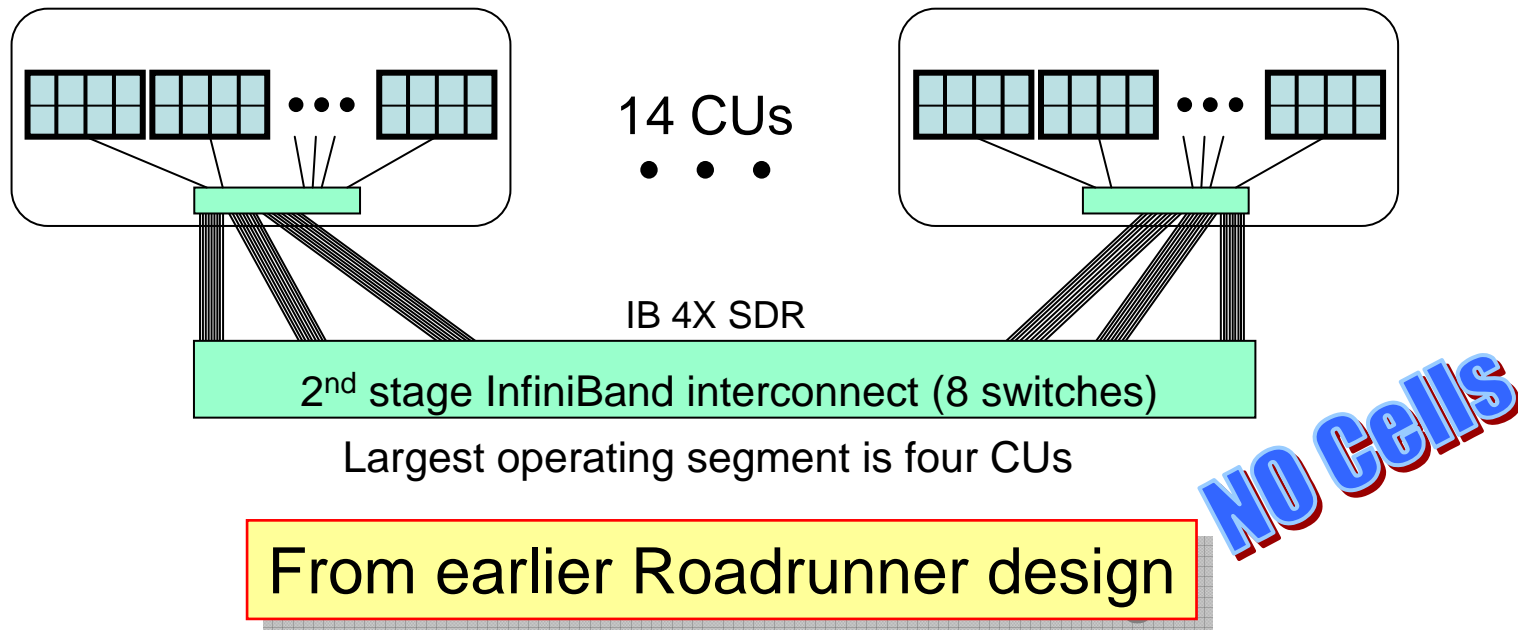 14 CUs
IB 4X SDR
2nd stage InfiniBand interconnect (8 switches)
Largest operating segment is four CUs
NO Cells
From earlier Roadrunner design